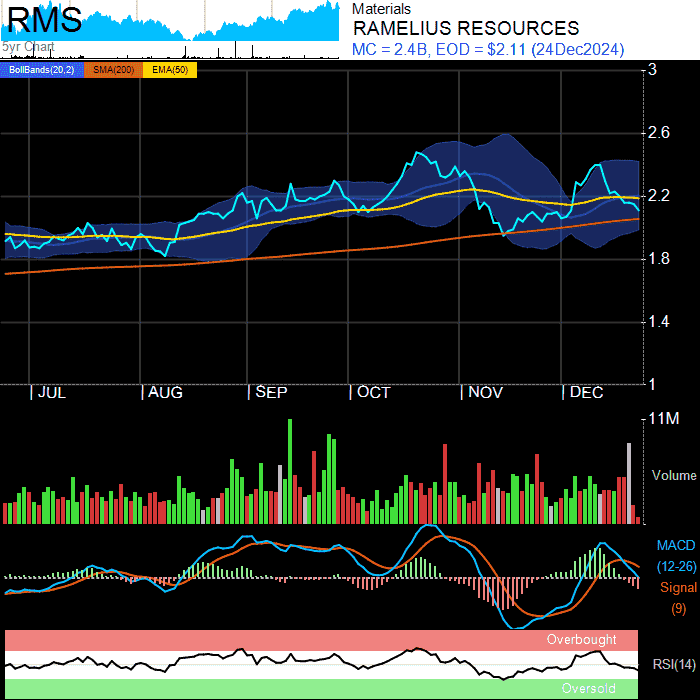 RMS
5yr Chart
Materials
RAMELIUS RESOURCES
MC = 2.4B, EOD = $2.11 (24Dec2024)
BollBands(20,2) SMA(200) EMA(50)
3
2.6
2.2
1.8
1.4
1
JUL AUG SEP OCT NOV DEC
11M
Volume
MACD
(12-26)
Signal
(9)
Overbought
RSI(14)
Oversold